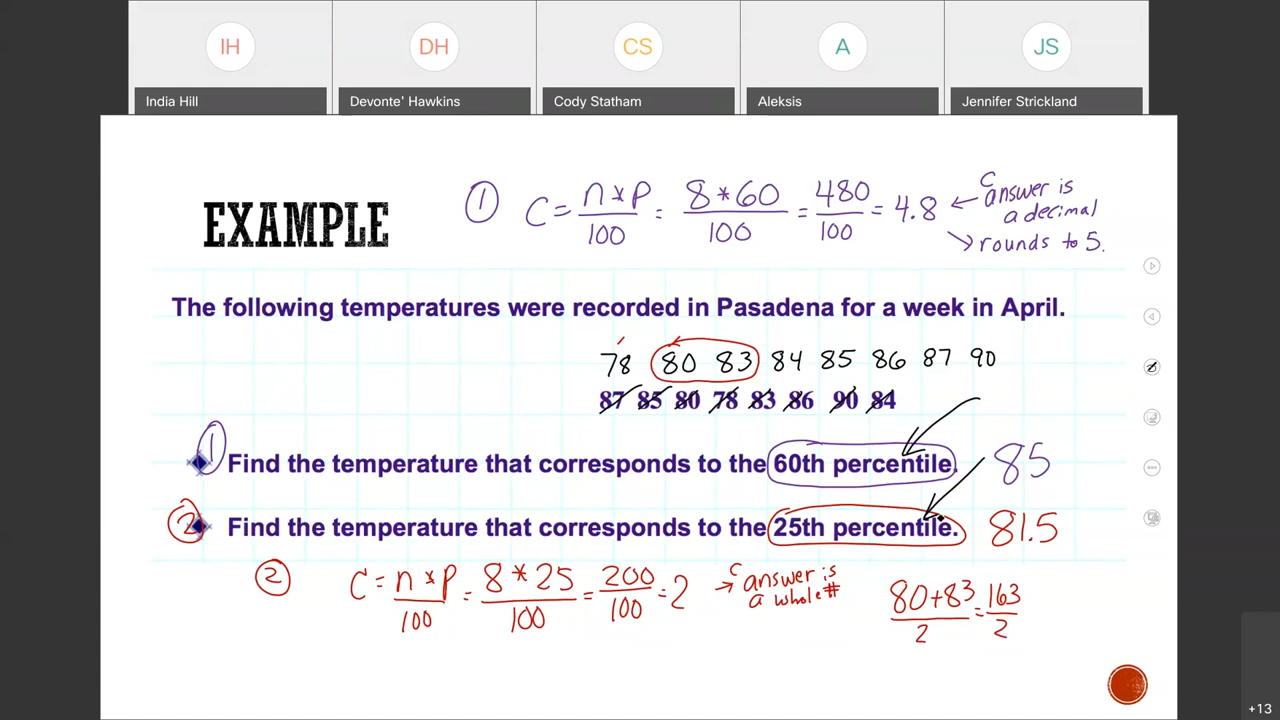 IH
DH
CS
A
JS
India Hill
Devonte' Hawkins
Cody Statham
Aleksis
Jennifer Strickland
EXAMPLE
① C = n*p/100 = 8*60/100 = 480/100 = 4.8 ← C answer is a decimal
↘ rounds to 5.
The following temperatures were recorded in Pasadena for a week in April.
78 80 83 84 85 86 87 90
87 85 80 78 83 86 90 84
① Find the temperature that corresponds to the 60th percentile. 85
② Find the temperature that corresponds to the 25th percentile. 81.5
② C = n*p/100 = 8*25/100 = 200/100 = 2 → C answer is a whole #
80+83/2 = 163/2
+13